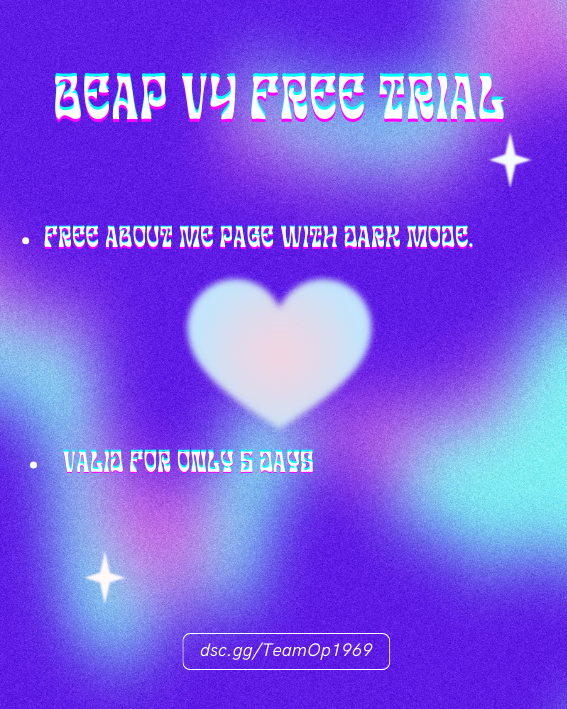 BEAP V4 FREE TRIAL
• FREE ABOUT ME PAGE WITH DARK MODE.
• VALID FOR ONLY 5 DAYS
dsc.gg/TeamOp1969